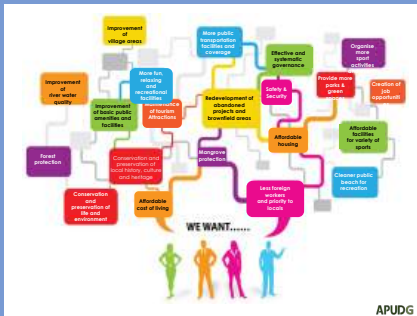 Improvement of
village areas
More public
transportation
facilities and
coverage
Effective and
systematic
governance
Organise
more sport
activities
Improvement
of
river water
quality
More fun,
relaxing
and
recreational
facilities
Safety &
Security
Provide more
parks &
green
Creation of
job
Improvement
of basic public
amenities and
facilities
of tourism
Attractions
Redevelopment of
abandoned
projects and
brownfield areas
Affordable
housing
Affordable
facilities
for variety of
sports
Forest
protection
Conservation and
preservation of
local history, culture
and heritage
Mangrove
protection
Cleaner public
beach for
recreation
Conservation
and
preservation of
life and
environment
Affordable
cost of living
Less foreign
workers
and priority to
locals
WE WANT......
APUDG